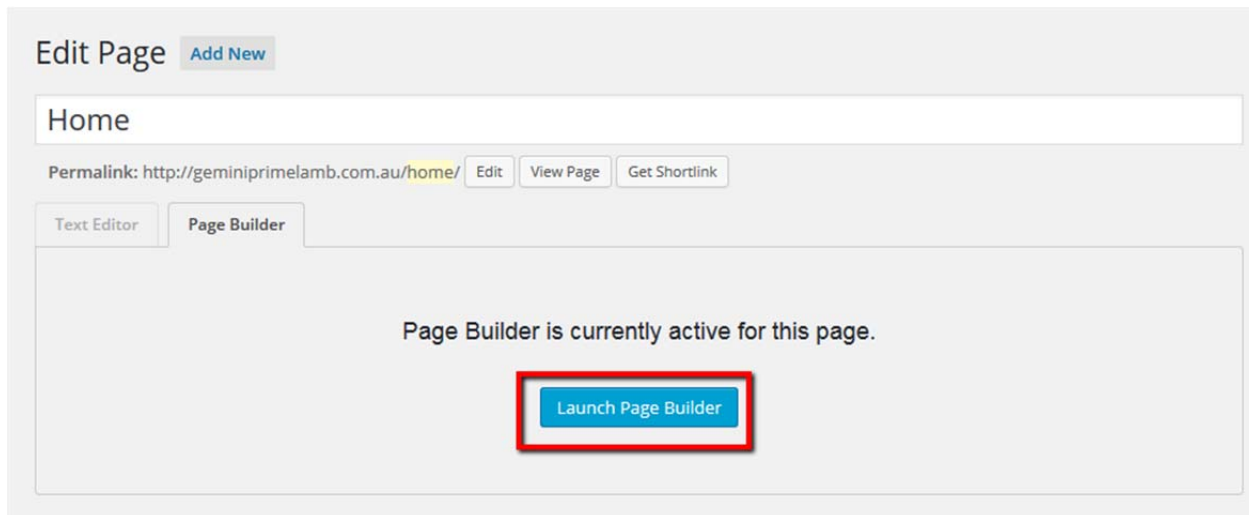 Edit Page Add New
Home
Permalink: http://geminiprimelamb.com.au/home/ Edit View Page Get Shortlink
Text Editor Page Builder
Page Builder is currently active for this page.
Launch Page Builder